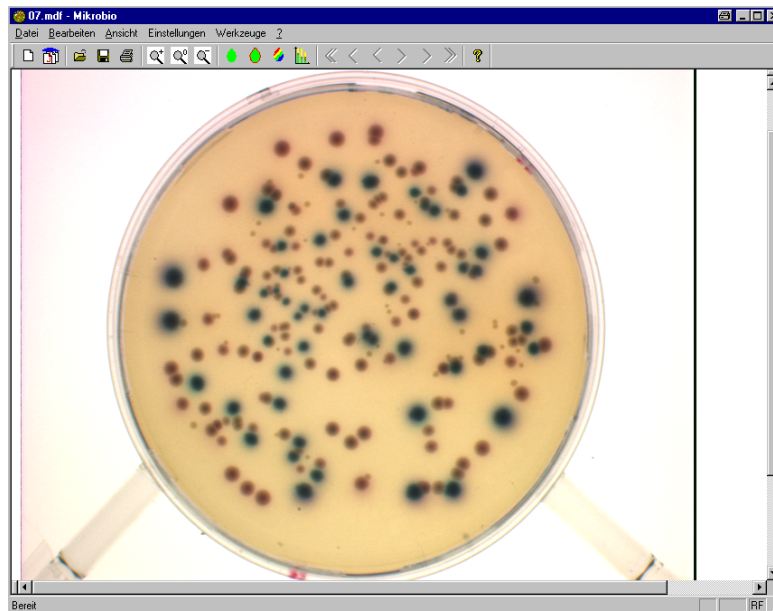 07.mdf - Mikrobio
Datei Bearbeiten Ansicht Einstellungen Werkzeuge ?
Bereit
RF